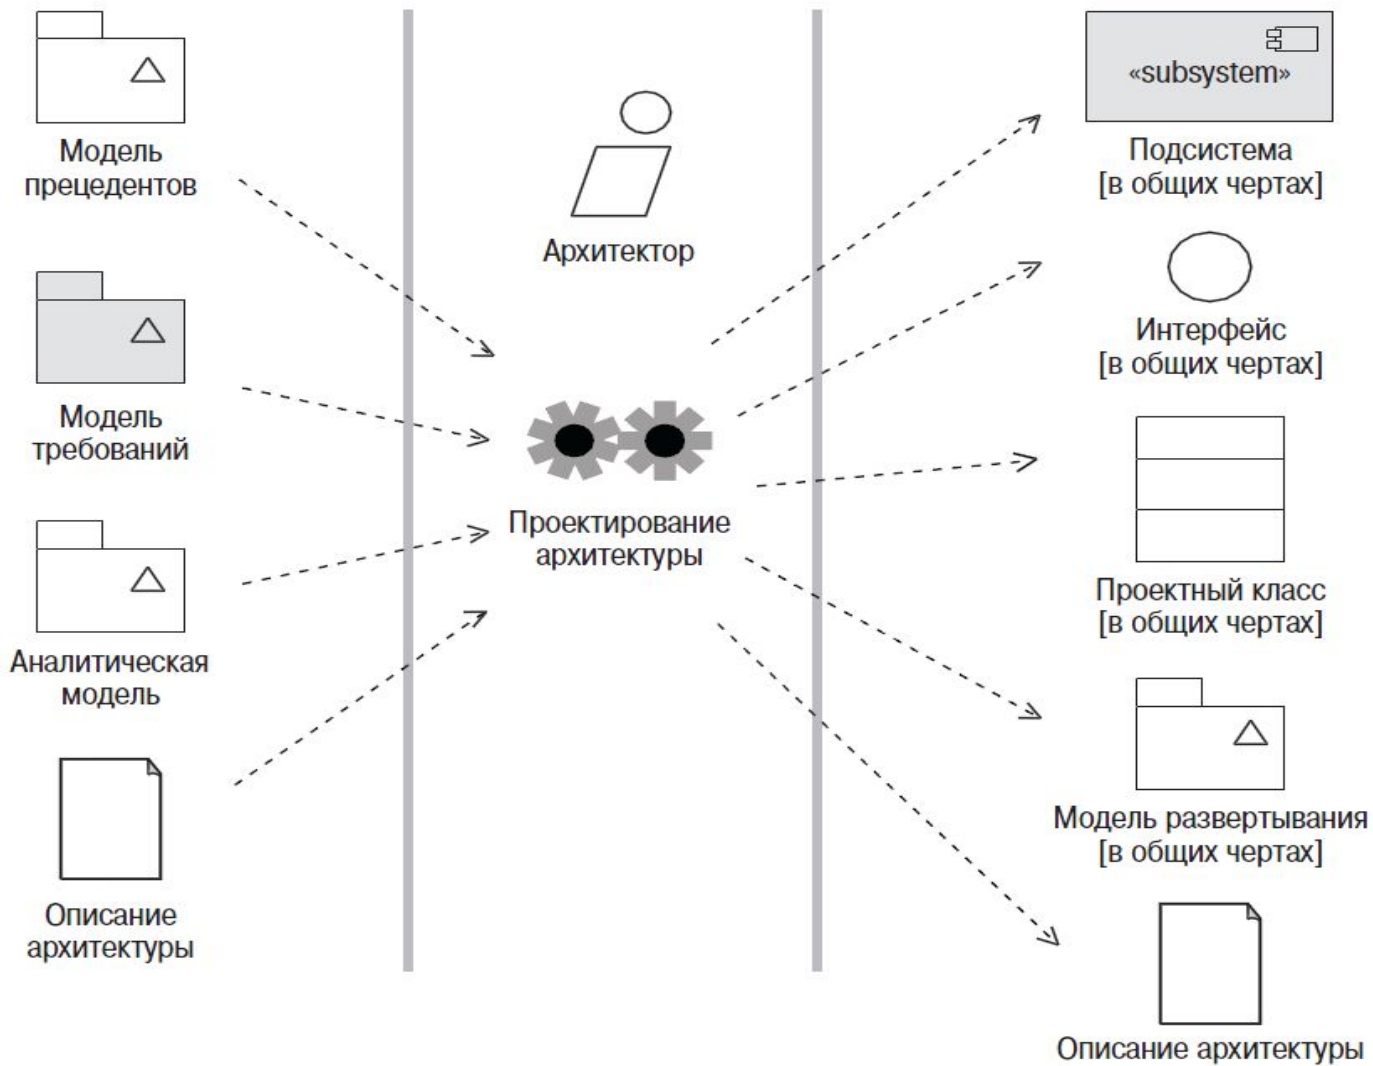 Модель
прецедентов
Модель
требований
Аналитическая
модель
Описание
архитектуры
Архитектор
Проектирование
архитектуры
«subsystem»
Подсистема
[в общих чертах]
Интерфейс
[в общих чертах]
Проектный класс
[в общих чертах]
Модель развертывания
[в общих чертах]
Описание архитектуры